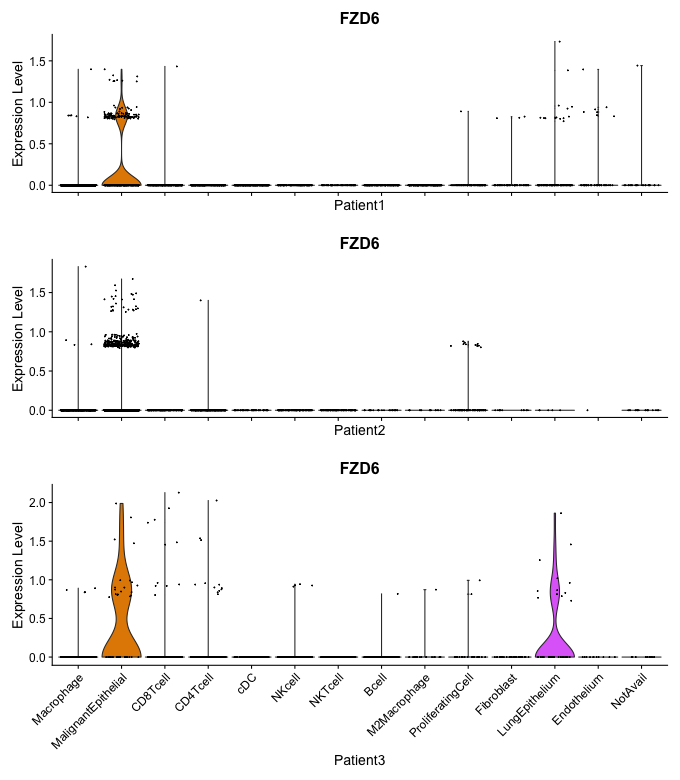 FZD6
Expression Level
1.5
1.0
0.5
0.0
Patient1
FZD6
Expression Level
1.5
1.0
0.5
0.0
Patient2
FZD6
Expression Level
2.0
1.5
1.0
0.5
0.0
Macrophage
MalignantEpithelial
CD8Tcell
CD4Tcell
cDC
NKcell
NKTcell
Bcell
M2Macrophage
ProliferatingCell
Fibroblast
LungEpithelium
Endothelium
NotAvail
Patient3